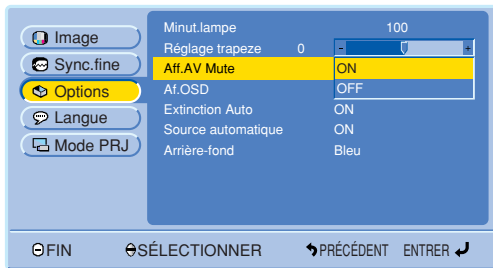 Image
Sync.fine
Options
Langue
Mode PRJ
Minut.lampe 100
Réglage trapeze 0 - +
Aff.AV Mute ON
Af.OSD OFF
Extinction Auto ON
Source automatique ON
Arrière-fond Bleu
FIN SÉLECTIONNER PRÉCÉDENT ENTRER